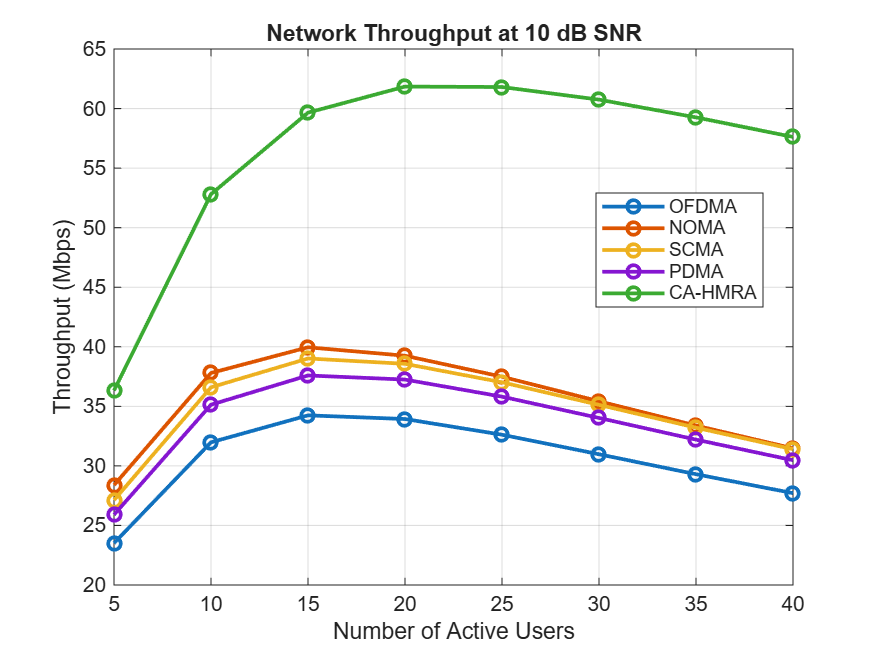 Network Throughput at 10 dB SNR
65
60
55
50
45
40
35
30
25
20
Throughput (Mbps)
OFDMA
NOMA
SCMA
PDMA
CA-HMRA
5 10 15 20 25 30 35 40
Number of Active Users